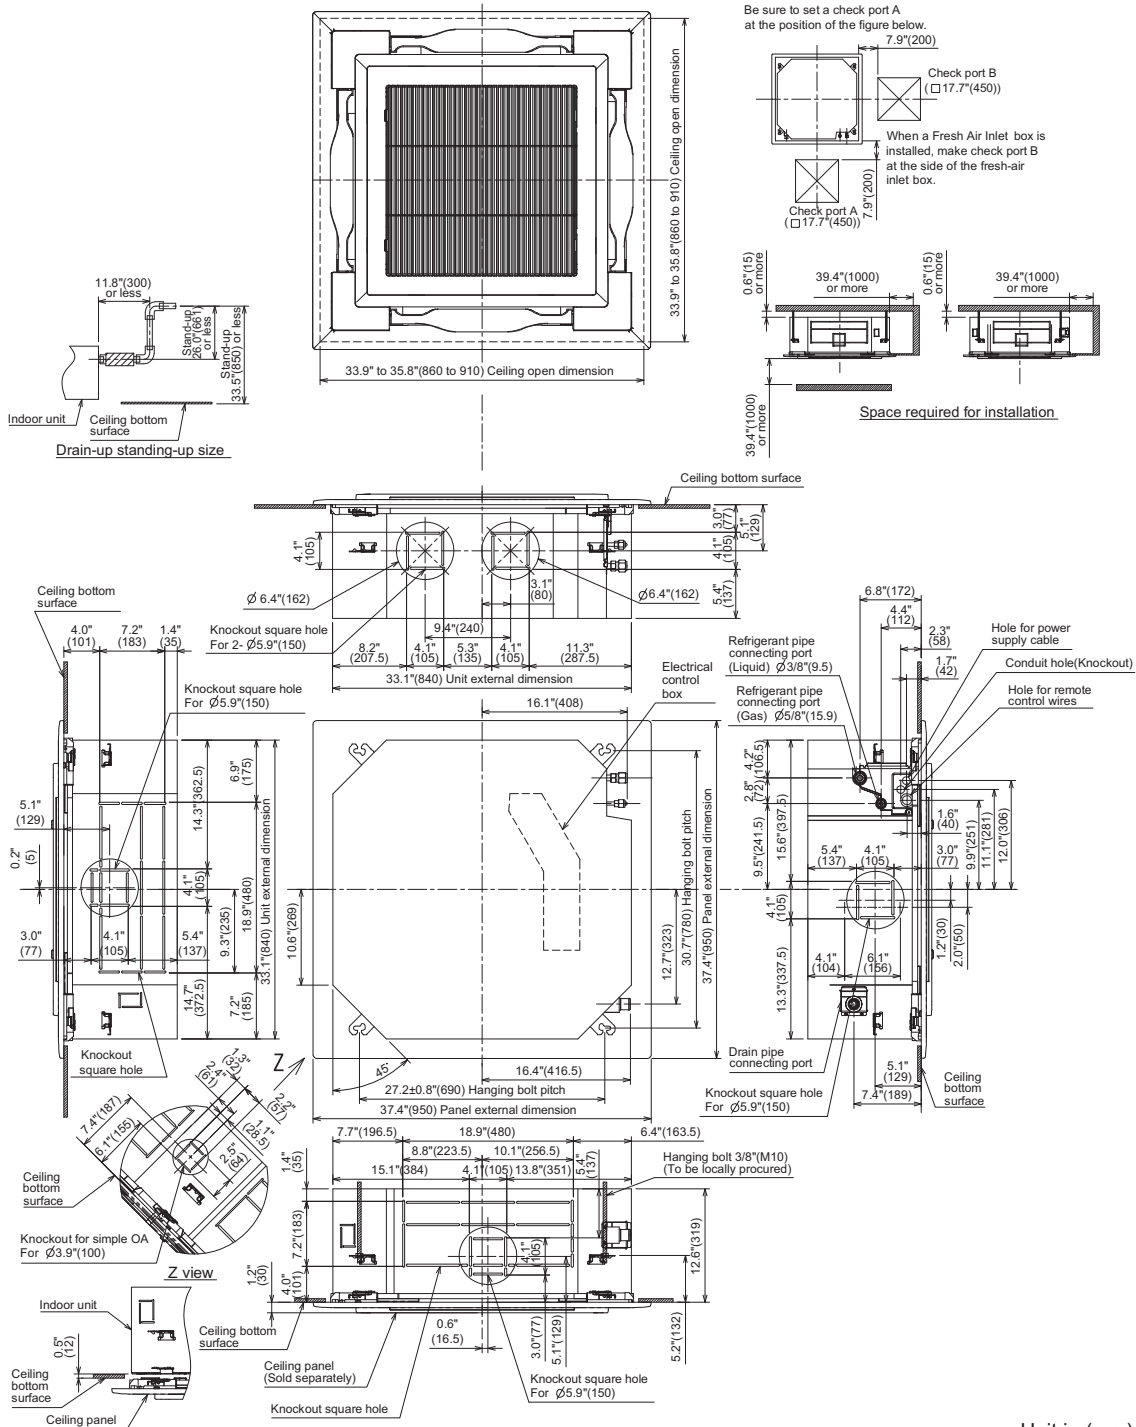 Be sure to set a check port A
at the position of the figure below.
7.9"(200)
Check port B
(□17.7"(450))
When a Fresh Air Inlet box is
installed, make check port B
at the side of the fresh-air
inlet box.
7.9"(200)
Check port A
(□17.7"(450))
33.9" to 35.8"(860 to 910) Ceiling open dimension
33.9" to 35.8"(860 to 910) Ceiling open dimension
11.8"(300)
or less
Stand-up
26.0"(661)
or less
Stand-up
33.5"(850) or less
Indoor unit
Ceiling bottom
surface
Drain-up standing-up size
0.6"(15)
or more
39.4"(1000)
or more
0.6"(15)
or more
39.4"(1000)
or more
39.4"(1000)
or more
Space required for installation
Ceiling bottom surface
4.1"
(105)
3.0"
(77)
5.1"
(129)
4.1"
(105)
5.4"
(137)
3.1"
(80)
Ø6.4"(162)
Ø6.4"(162)
9.4"(240)
Knockout square hole
For 2- Ø5.9"(150)
8.2"
(207.5)
4.1"
(105)
5.3"
(135)
4.1"
(105)
11.3"
(287.5)
33.1"(840) Unit external dimension
Ceiling bottom
surface
4.0"
(101)
7.2"
(183)
1.4"
(35)
Knockout square hole
For Ø5.9"(150)
14.3"(362.5)
6.9"
(175)
5.1"
(129)
0.2"
(5)
4.1"
(105)
18.9"(480)
33.1"(840) Unit external dimension
9.3"(235)
3.0"
(77)
4.1"
(105)
5.4"
(137)
14.7"
(372.5)
7.2"
(185)
Knockout
square hole
Electrical
control
box
16.1"(408)
10.6"(269)
12.7"(323)
30.7"(780) Hanging bolt pitch
37.4"(950) Panel external dimension
45°
16.4"(416.5)
27.2±0.8"(690) Hanging bolt pitch
37.4"(950) Panel external dimension
6.8"(172)
4.4"
(112)
2.3"
(58)
1.7"
(42)
Hole for power
supply cable
Conduit hole(Knockout)
Hole for remote
control wires
Refrigerant pipe
connecting port
(Liquid) Ø3/8"(9.5)
Refrigerant pipe
connecting port
(Gas) Ø5/8"(15.9)
4.2"
(106.5)
2.8"
(72)
9.5"(241.5)
15.6"(397.5)
1.6"
(40)
9.9"(251)
11.1"(281)
12.0"(306)
5.4"
(137)
4.1"
(105)
3.0"
(77)
4.1"
(105)
1.2"(30)
2.0"(50)
13.3"(337.5)
4.1"
(104)
6.1"
(156)
Drain pipe
connecting port
5.1"
(129)
7.4"(189)
Ceiling
bottom
surface
Knockout square hole
For Ø5.9"(150)
Z
1.3"
(32)
2.4"
(61)
2.2"
(57)
1.1"
(28.5)
7.4"(187)
6.1"(155)
2.5"
(64)
Ceiling
bottom
surface
Knockout for simple OA
For Ø3.9"(100)
Z view
7.7"(196.5)
18.9"(480)
6.4"(163.5)
8.8"(223.5)
10.1"(256.5)
15.1"(384)
4.1"(105)
13.8"(351)
5.4"
(137)
Hanging bolt 3/8"(M10)
(To be locally procured)
1.4"
(35)
7.2"(183)
4.0"
(101)
1.2"
(30)
4.1"
(105)
12.6"(319)
Ceiling bottom
surface
0.6"
(16.5)
3.0"(77)
5.1"(129)
5.2"(132)
Ceiling panel
(Sold separately)
Knockout square hole
Knockout square hole
For Ø5.9"(150)
Indoor unit
0.5"
(12)
Ceiling
bottom
surface
Ceiling panel